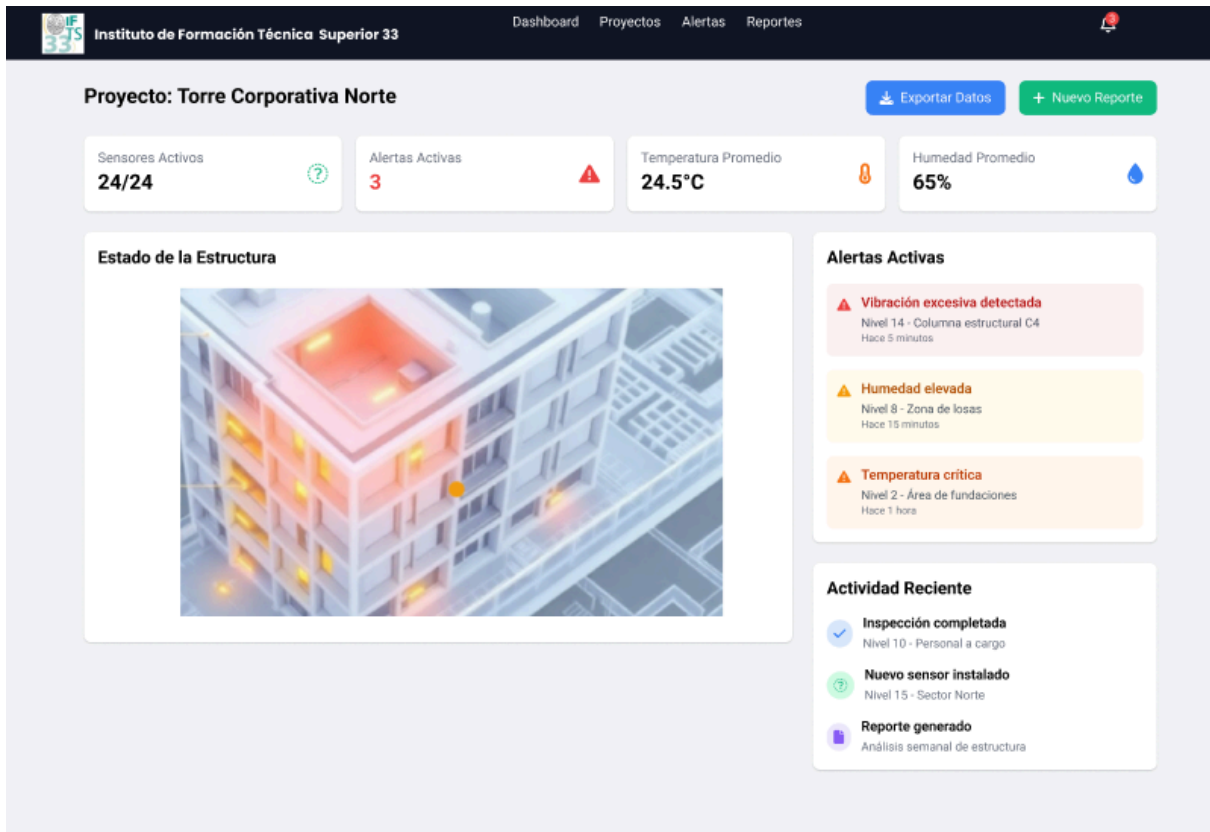 iF
TS
33
Instituto de Formación Técnica Superior 33
Dashboard Proyectos Alertas Reportes
3
Proyecto: Torre Corporativa Norte
Exportar Datos
+ Nuevo Reporte
Sensores Activos
24/24
?
Alertas Activas
3
Temperatura Promedio
24.5°C
Humedad Promedio
65%
Estado de la Estructura
Alertas Activas
Vibración excesiva detectada
Nivel 14 - Columna estructural C4
Hace 5 minutos
Humedad elevada
Nivel 8 - Zona de losas
Hace 15 minutos
Temperatura crítica
Nivel 2 - Área de fundaciones
Hace 1 hora
Actividad Reciente
Inspección completada
Nivel 10 - Personal a cargo
?
Nuevo sensor instalado
Nivel 15 - Sector Norte
Reporte generado
Análisis semanal de estructura